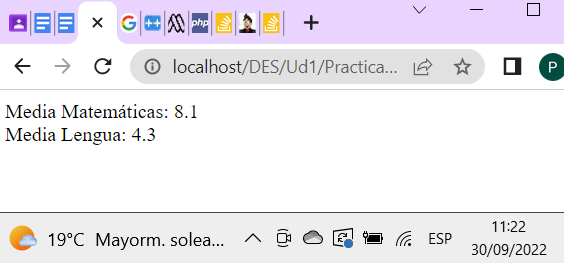 php
localhost/DES/Ud1/Practica...
P
Media Matemáticas: 8.1
Media Lengua: 4.3
19°C Mayorm. solea... ESP 11:22
30/09/2022